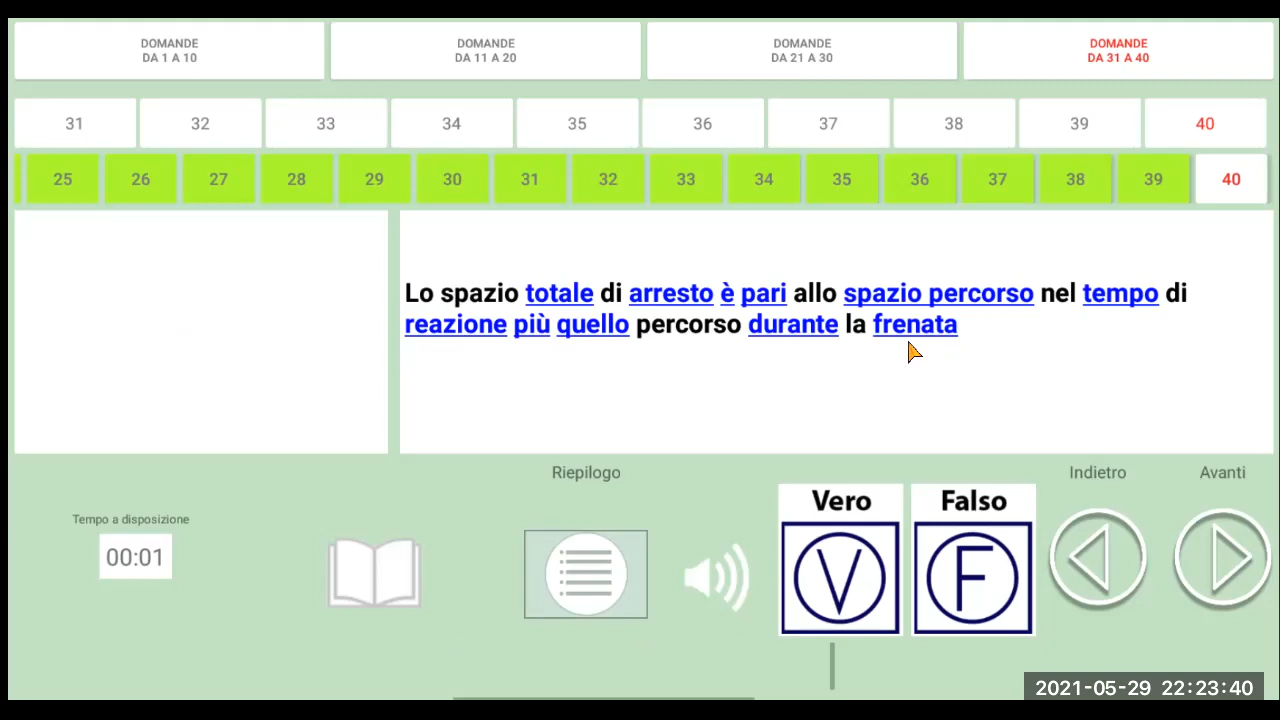 DOMANDE
DA 1 A 10
DOMANDE
DA 11 A 20
DOMANDE
DA 21 A 30
DOMANDE
DA 31 A 40
31 32 33 34 35 36 37 38 39 40
25 26 27 28 29 30 31 32 33 34 35 36 37 38 39 40
Lo spazio totale di arresto è pari allo spazio percorso nel tempo di
reazione più quello percorso durante la frenata
Riepilogo
Indietro
Avanti
Tempo a disposizione
00:01
Vero
V
Falso
F
2021-05-29 22:23:40